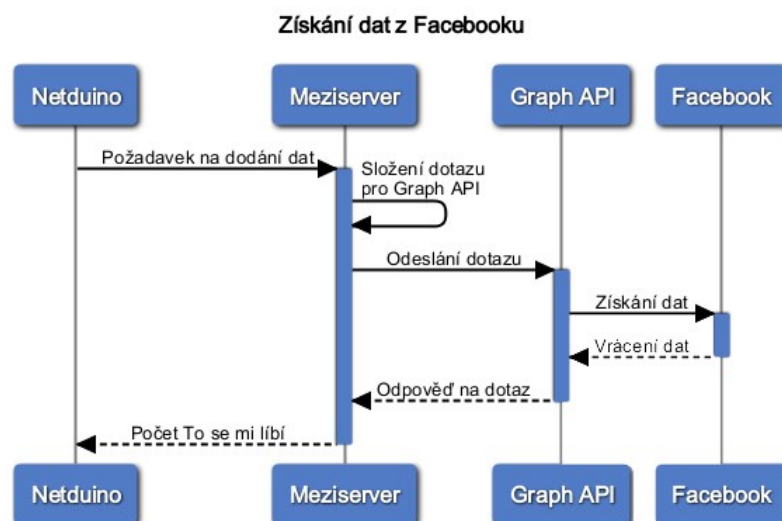 Získání dat z Facebooku
Netduino
Meziserver
Graph API
Facebook
Požadavek na dodání dat
Složení dotazu
pro Graph API
Odeslání dotazu
Získání dat
Vrácení dat
Odpověď na dotaz
Počet To se mi líbí
Netduino
Meziserver
Graph API
Facebook